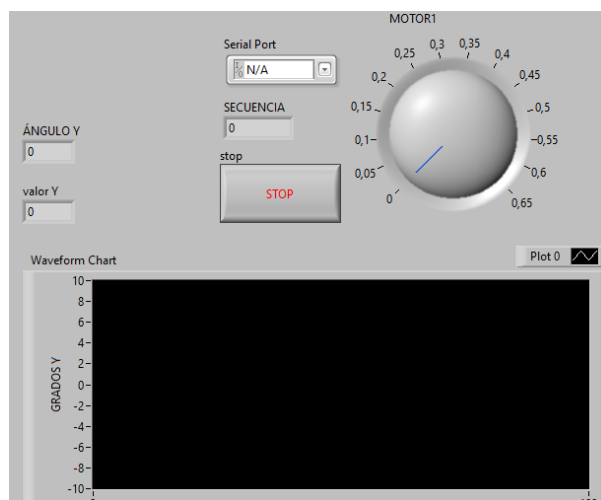 MOTOR1
Serial Port
N/A
SECUENCIA
0
ÁNGULO Y
0
stop
STOP
valor Y
0
0
0,05
0,1
0,15
0,2
0,25
0,3
0,35
0,4
0,45
0,5
0,55
0,6
0,65
Waveform Chart
Plot 0
GRADOS Y
10
8
6
4
2
0
-2
-4
-6
-8
-10